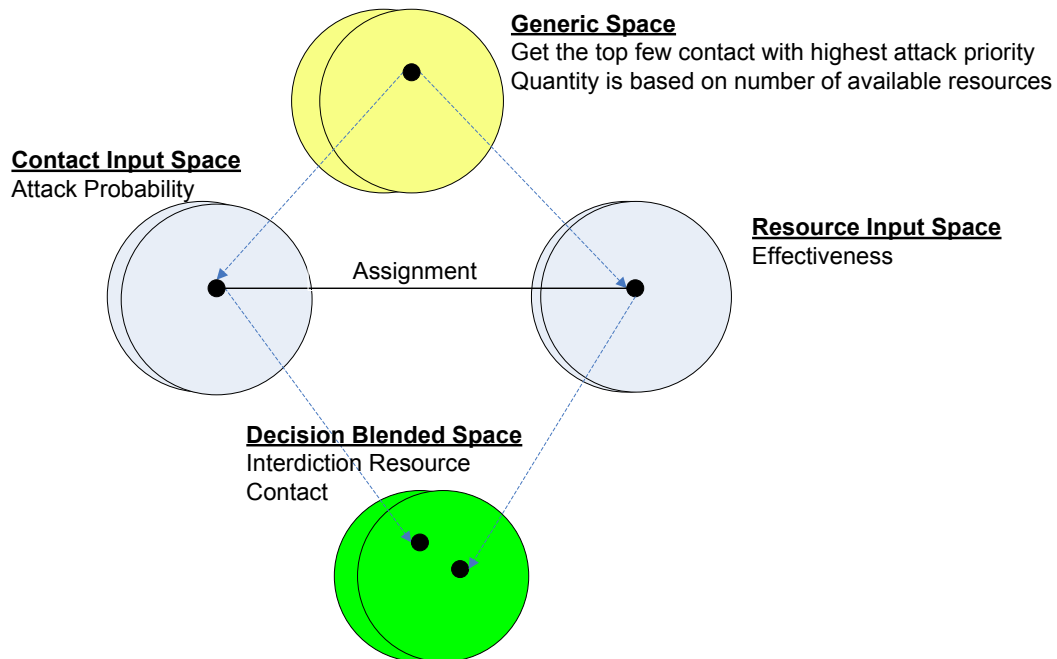 Generic Space
Get the top few contact with highest attack priority
Quantity is based on number of available resources
Contact Input Space
Attack Probability
Resource Input Space
Effectiveness
Assignment
Decision Blended Space
Interdiction Resource
Contact